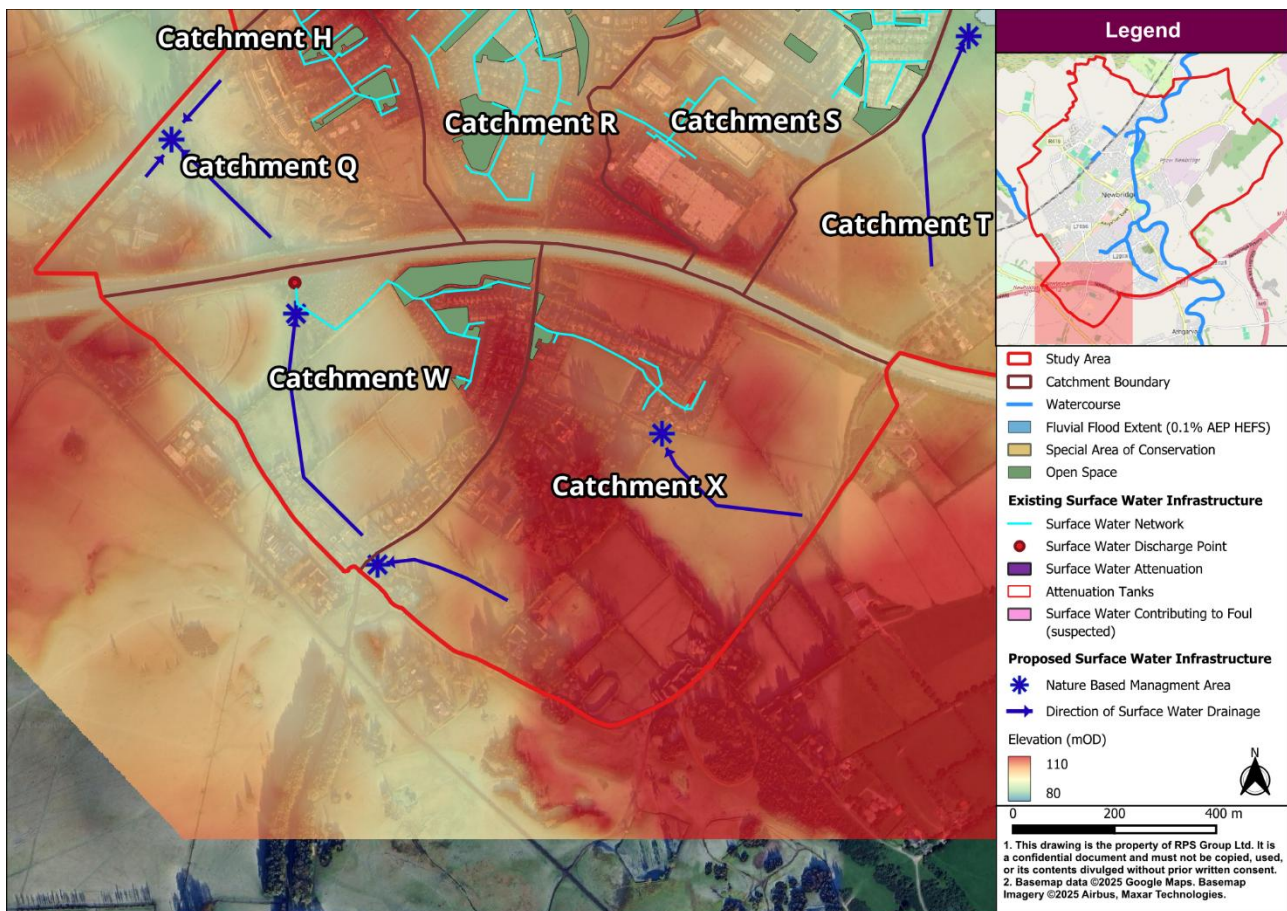 Catchment H
Catchment R
Catchment S
Catchment Q
Catchment T
Catchment W
Catchment X
Legend
Newbridge
Athgarvan
Study Area
Catchment Boundary
Watercourse
Fluvial Flood Extent (0.1% AEP HEFS)
Special Area of Conservation
Open Space
Existing Surface Water Infrastructure
Surface Water Network
Surface Water Discharge Point
Surface Water Attenuation
Attenuation Tanks
Surface Water Contributing to Foul
(suspected)
Proposed Surface Water Infrastructure
Nature Based Managment Area
Direction of Surface Water Drainage
Elevation (mOD)
110
80
N
0 200 400 m
1. This drawing is the property of RPS Group Ltd. It is
a confidential document and must not be copied, used,
or its contents divulged without prior written consent.
2. Basemap data ©2025 Google Maps. Basemap
Imagery ©2025 Airbus, Maxar Technologies.